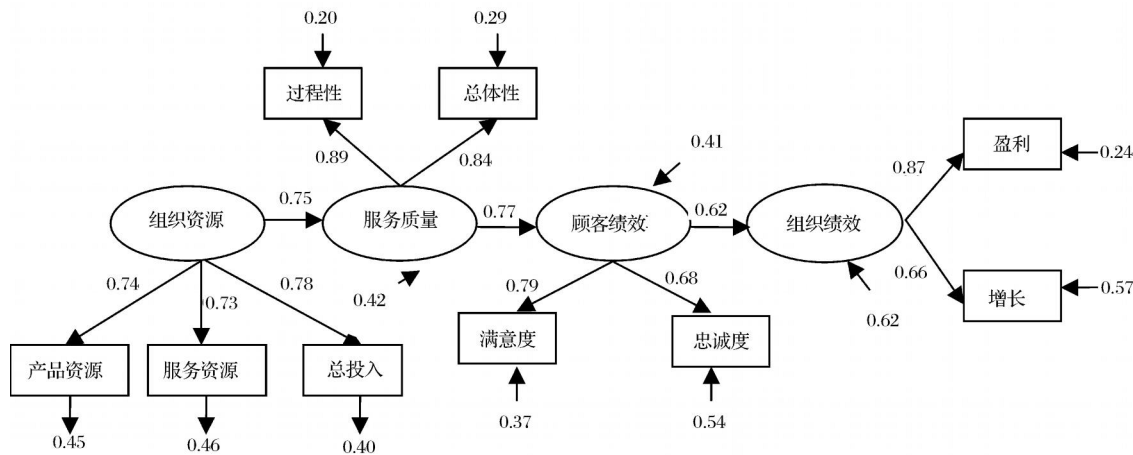 0.20
0.29
过程性
总体性
0.89
0.84
0.41
盈利
0.24
0.87
0.75
0.77
0.62
组织资源
服务质量
顾客绩效
组织绩效
0.74
0.73
0.78
0.42
0.79
0.68
0.66
0.62
增长
0.57
满意度
忠诚度
产品资源
服务资源
总投入
0.37
0.54
0.45
0.46
0.40